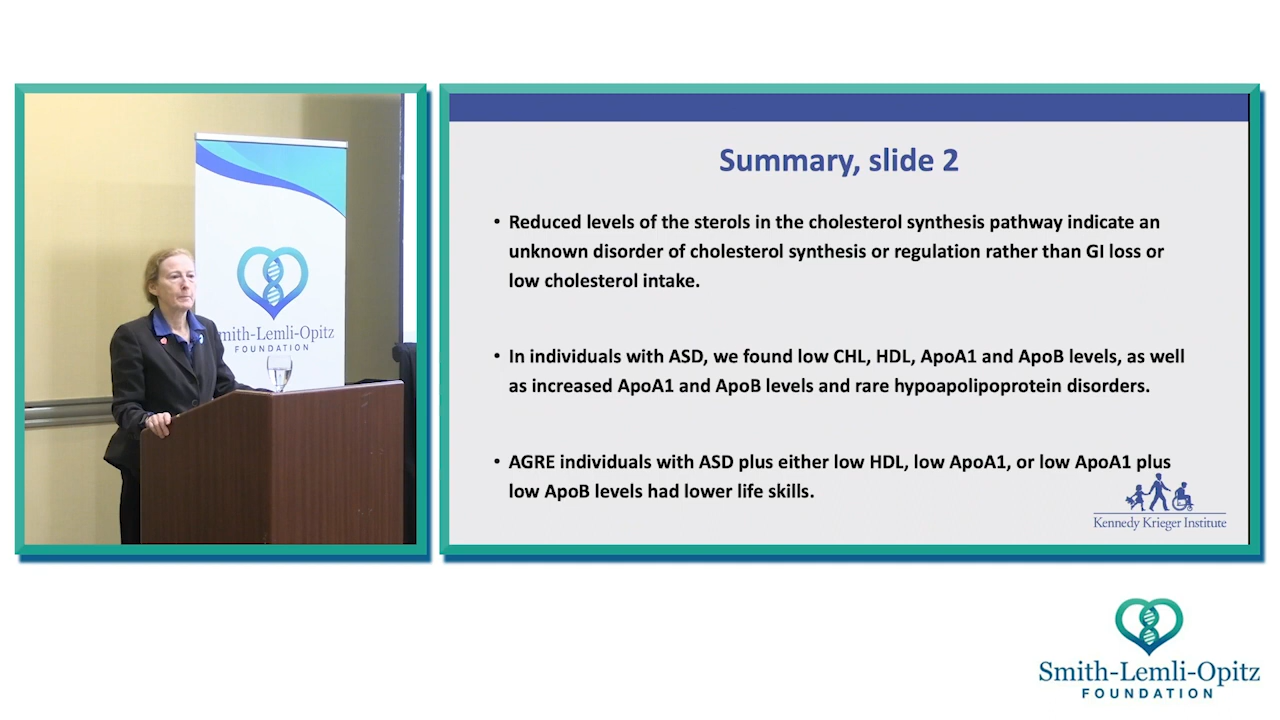 Smith-Lemli-Opitz
FOUNDATION
Summary, slide 2
• Reduced levels of the sterols in the cholesterol synthesis pathway indicate an
unknown disorder of cholesterol synthesis or regulation rather than GI loss or
low cholesterol intake.
• In individuals with ASD, we found low CHL, HDL, ApoA1 and ApoB levels, as well
as increased ApoA1 and ApoB levels and rare hypoapolipoprotein disorders.
• AGRE individuals with ASD plus either low HDL, low ApoA1, or low ApoA1 plus
low ApoB levels had lower life skills.
Kennedy Krieger Institute
Smith-Lemli-Opitz
FOUNDATION